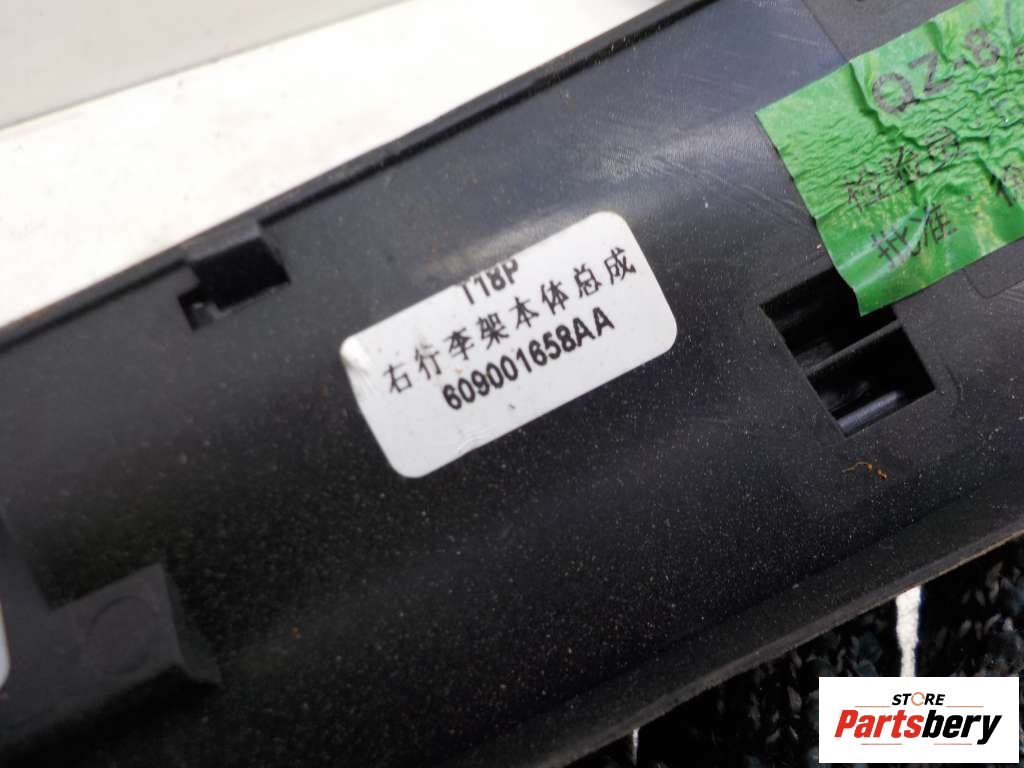 T18P
右行李架本体总成
609001658AA
QZ-8
检验员
批准
STORE
Partsbery